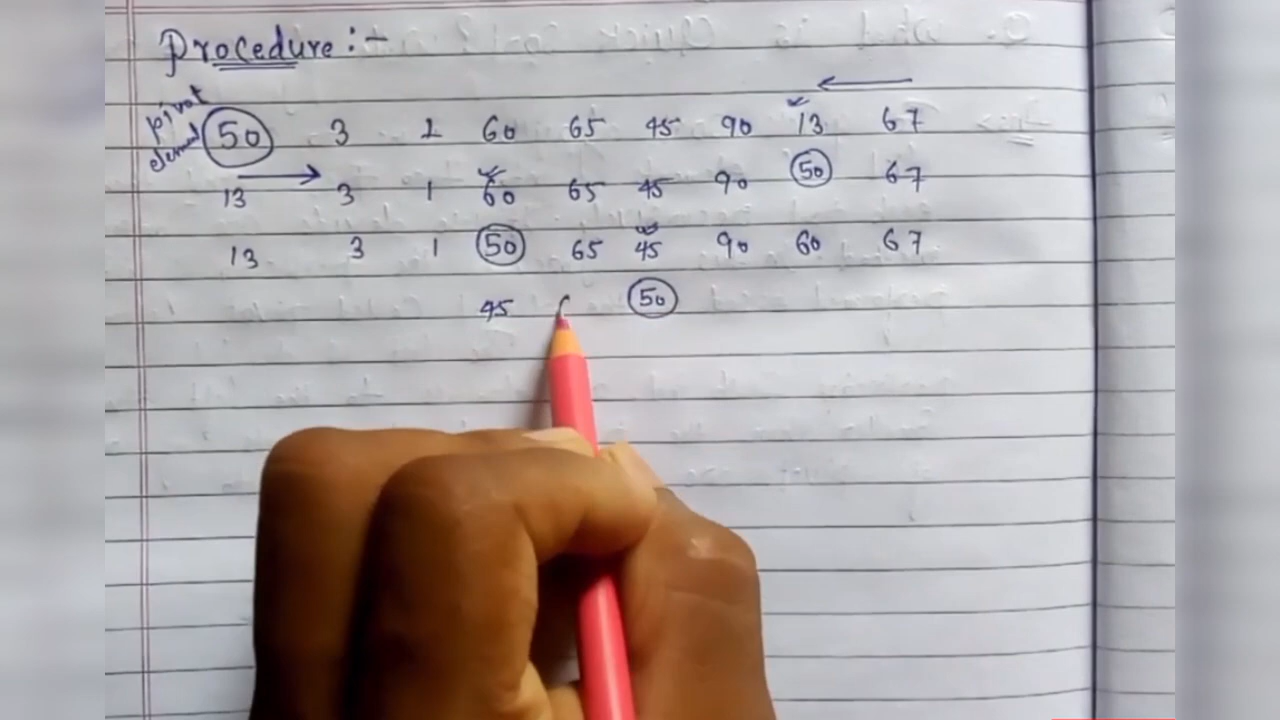 Procedure :-
pivot element
50 3 1 60 65 45 90 13 67
13 3 1 60 65 45 90 50 67
13 3 1 50 65 45 90 60 67
45 50